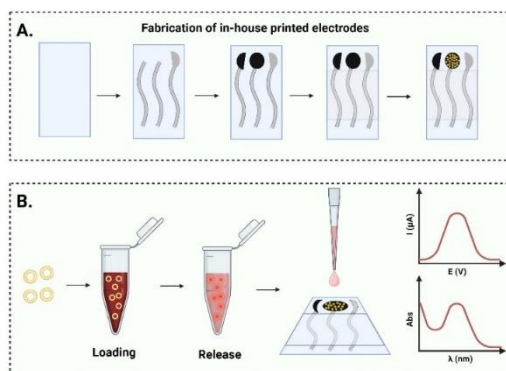 A.
Fabrication of in-house printed electrodes
B.
Loading
Release
I (µA)
E (V)
Abs
λ (nm)